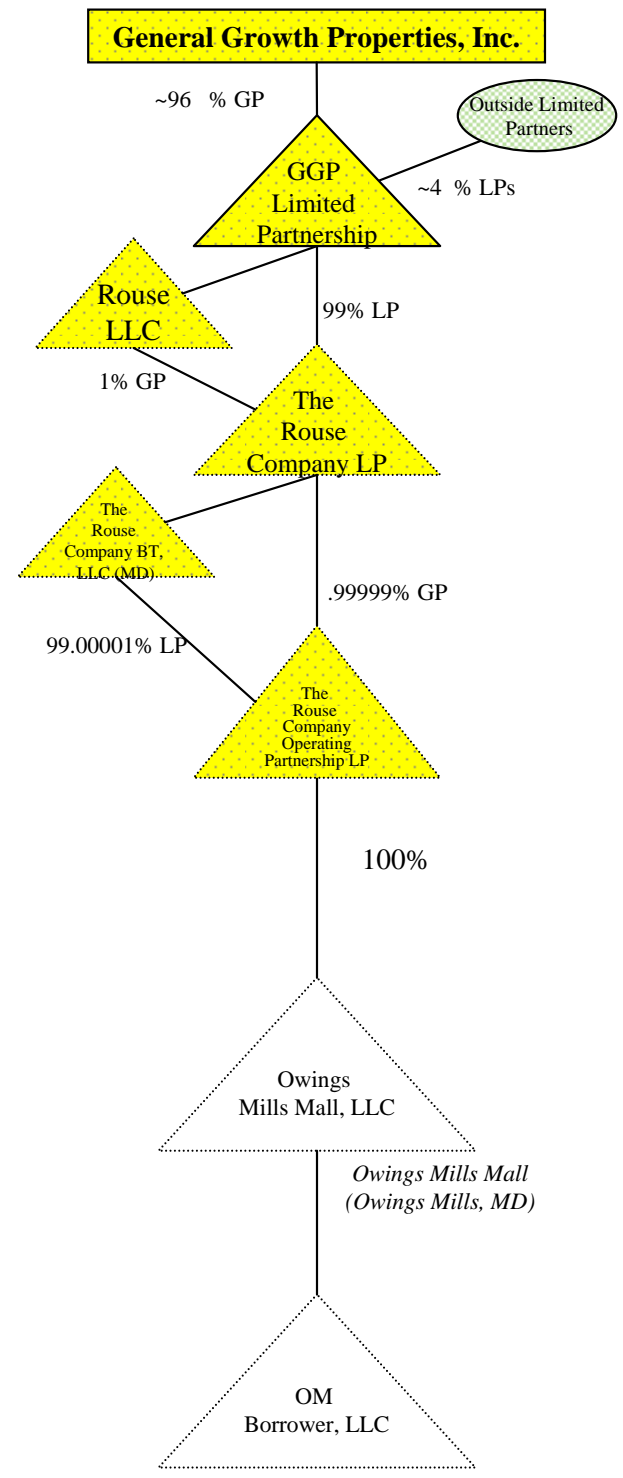 General Growth Properties, Inc.
~96 % GP
Outside Limited
Partners
GGP
Limited
Partnership
~4 % LPs
Rouse
LLC
99% LP
1% GP
The
Rouse
Company LP
The
Rouse
Company BT,
LLC (MD)
.99999% GP
99.00001% LP
The
Rouse
Company
Operating
Partnership LP
100%
Owings
Mills Mall, LLC
Owings Mills Mall
(Owings Mills, MD)
OM
Borrower, LLC